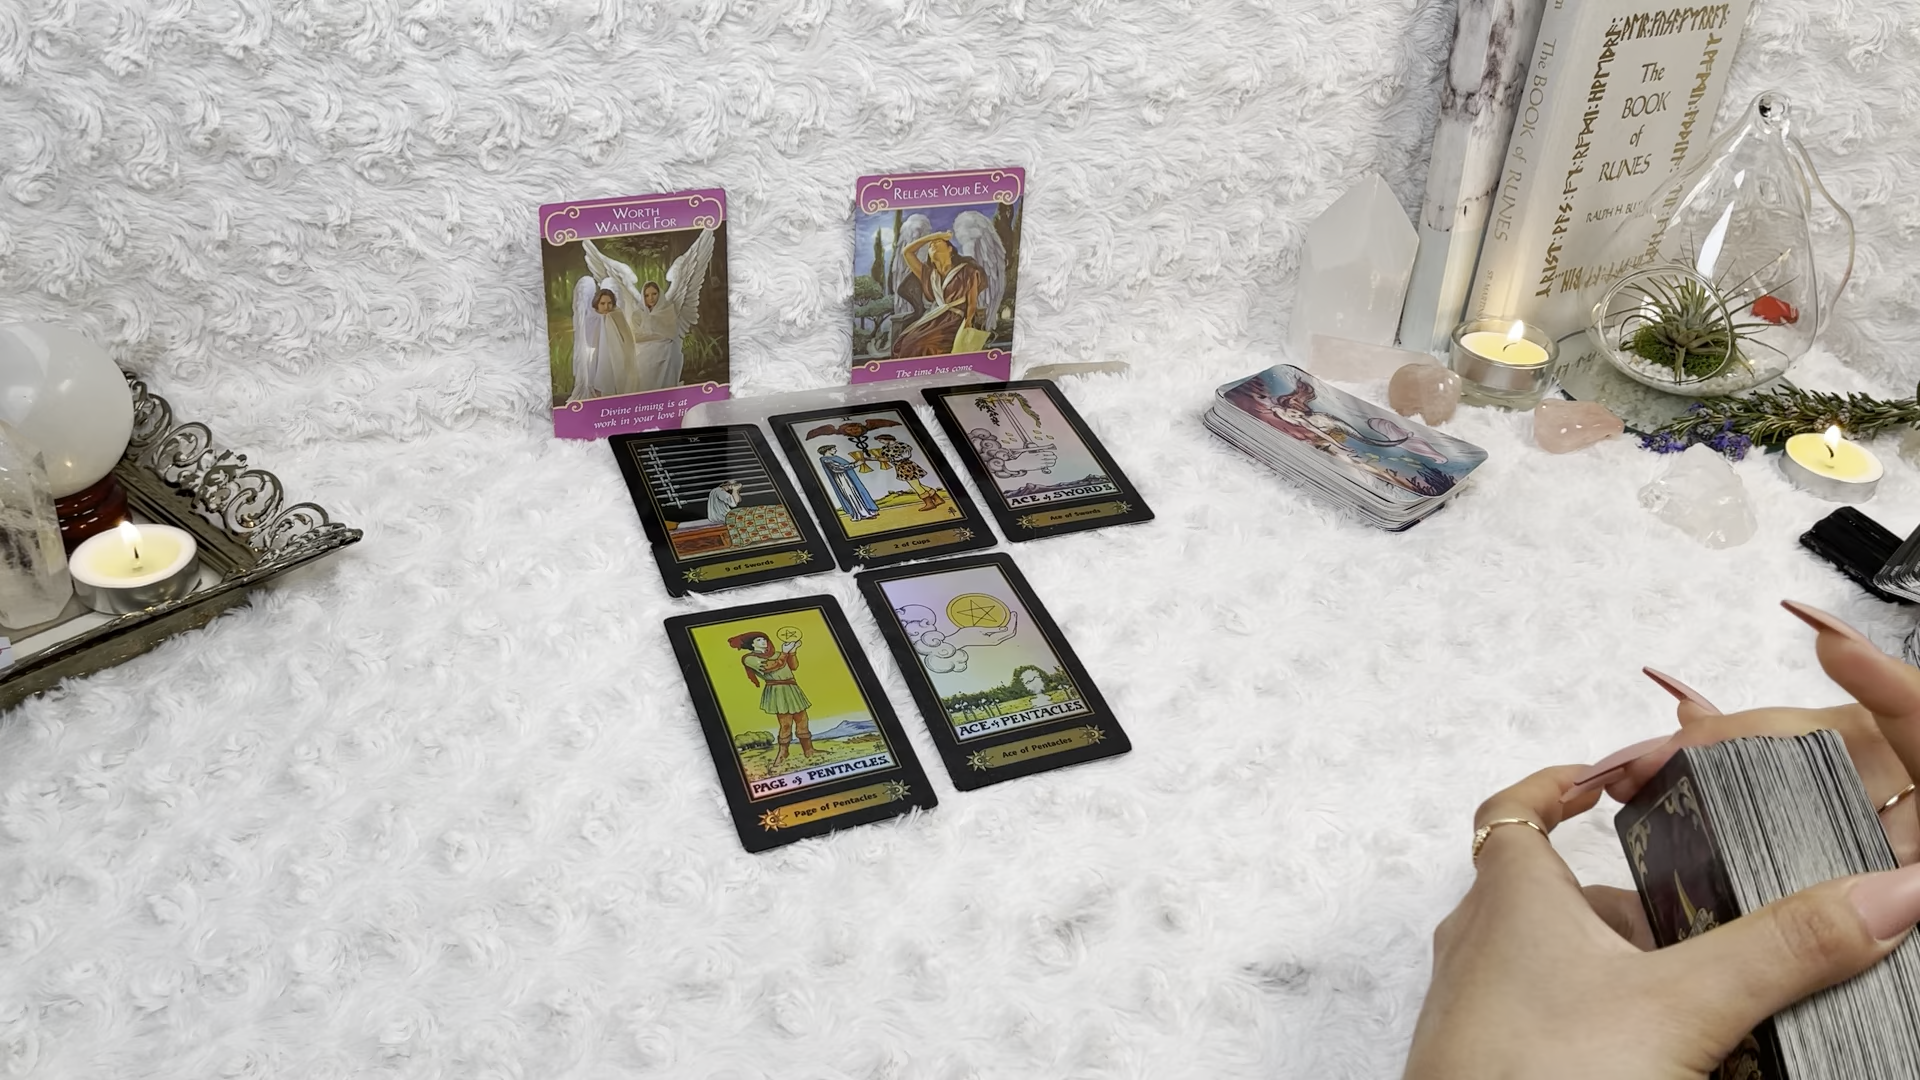 WORTH
WAITING FOR
Divine timing is at
work in your love
RELEASE YOUR EX
The time has come
IX
9 of Swords
2 of Cups
ACE of SWORDS.
Ace of Swords
PAGE of PENTACLES.
Page of Pentacles
ACE of PENTACLES.
Ace of Pentacles
The BOOK of RUNES
ST. MARTIN
The
BOOK
of
RUNES
RALPH H.